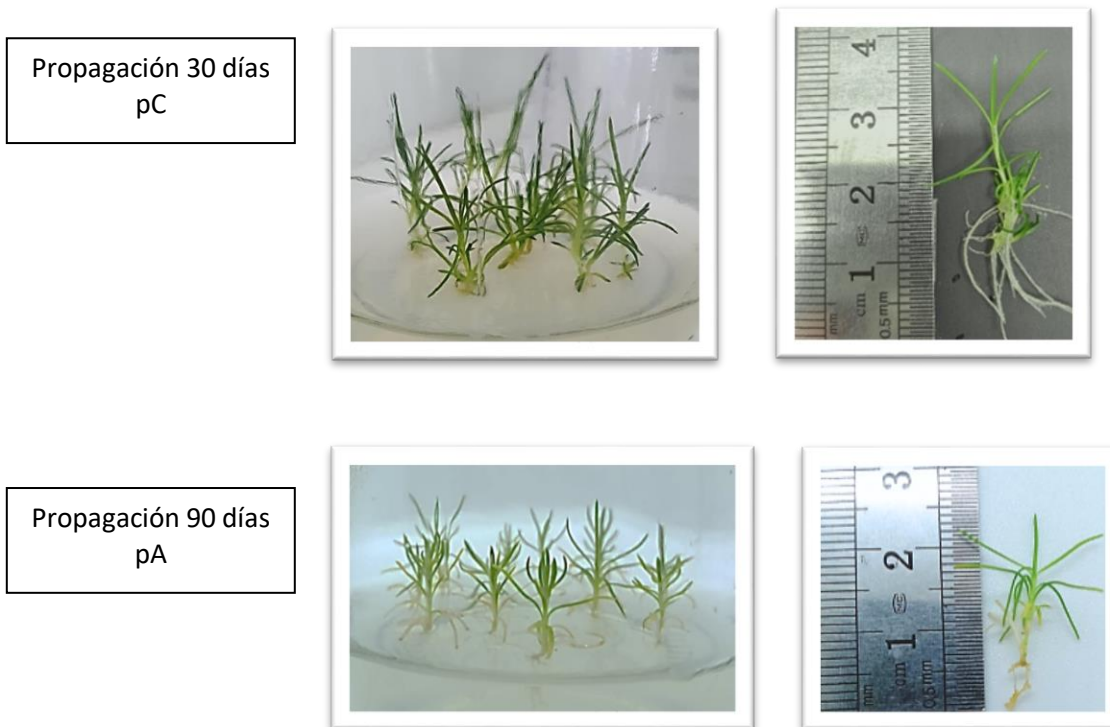 Propagación 30 días
pC
4
3
2
1
mm
cm
0.5mm
Propagación 90 días
pA
3
2
1
mm
cm
0.5mm